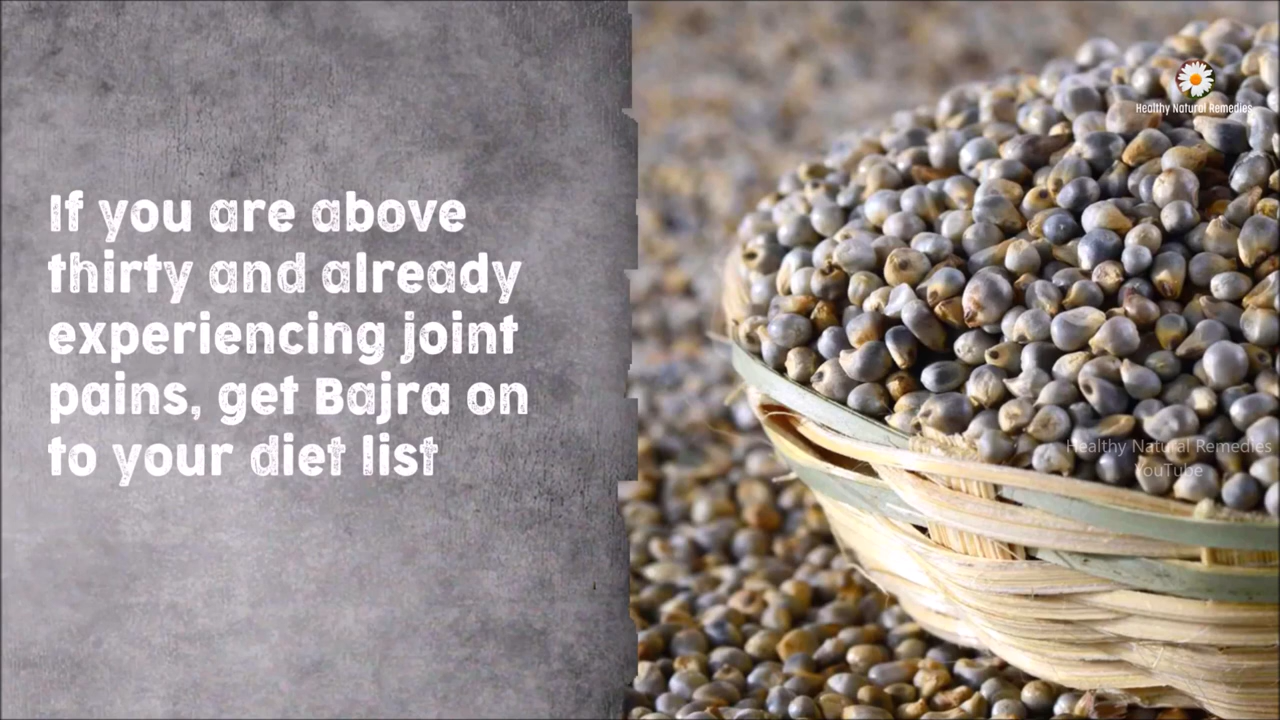 If you are above
thirty and already
experiencing joint
pains, get Bajra on
to your diet list
Healthy Natural Remedies
Healthy Natural Remedies
YouTube